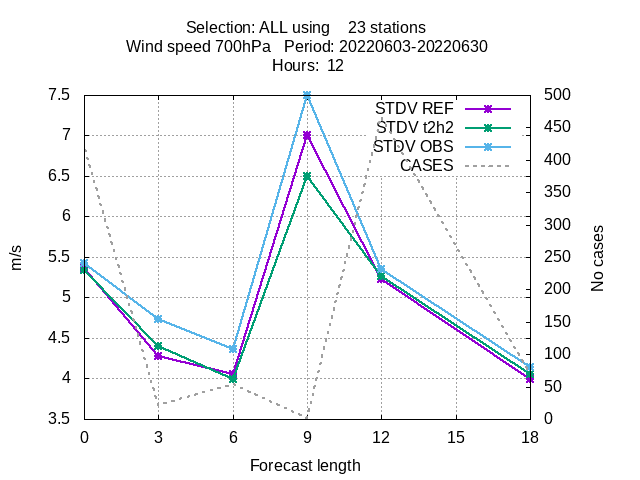 Selection: ALL using    23 stations
Wind speed 700hPa   Period: 20220603-20220630
Hours:  12
7.5
7
6.5
6
5.5
5
4.5
4
3.5
m/s
STDV REF
STDV t2h2
STDV OBS
CASES
500
450
400
350
300
250
200
150
100
50
0
No cases
0 3 6 9 12 15 18
Forecast length